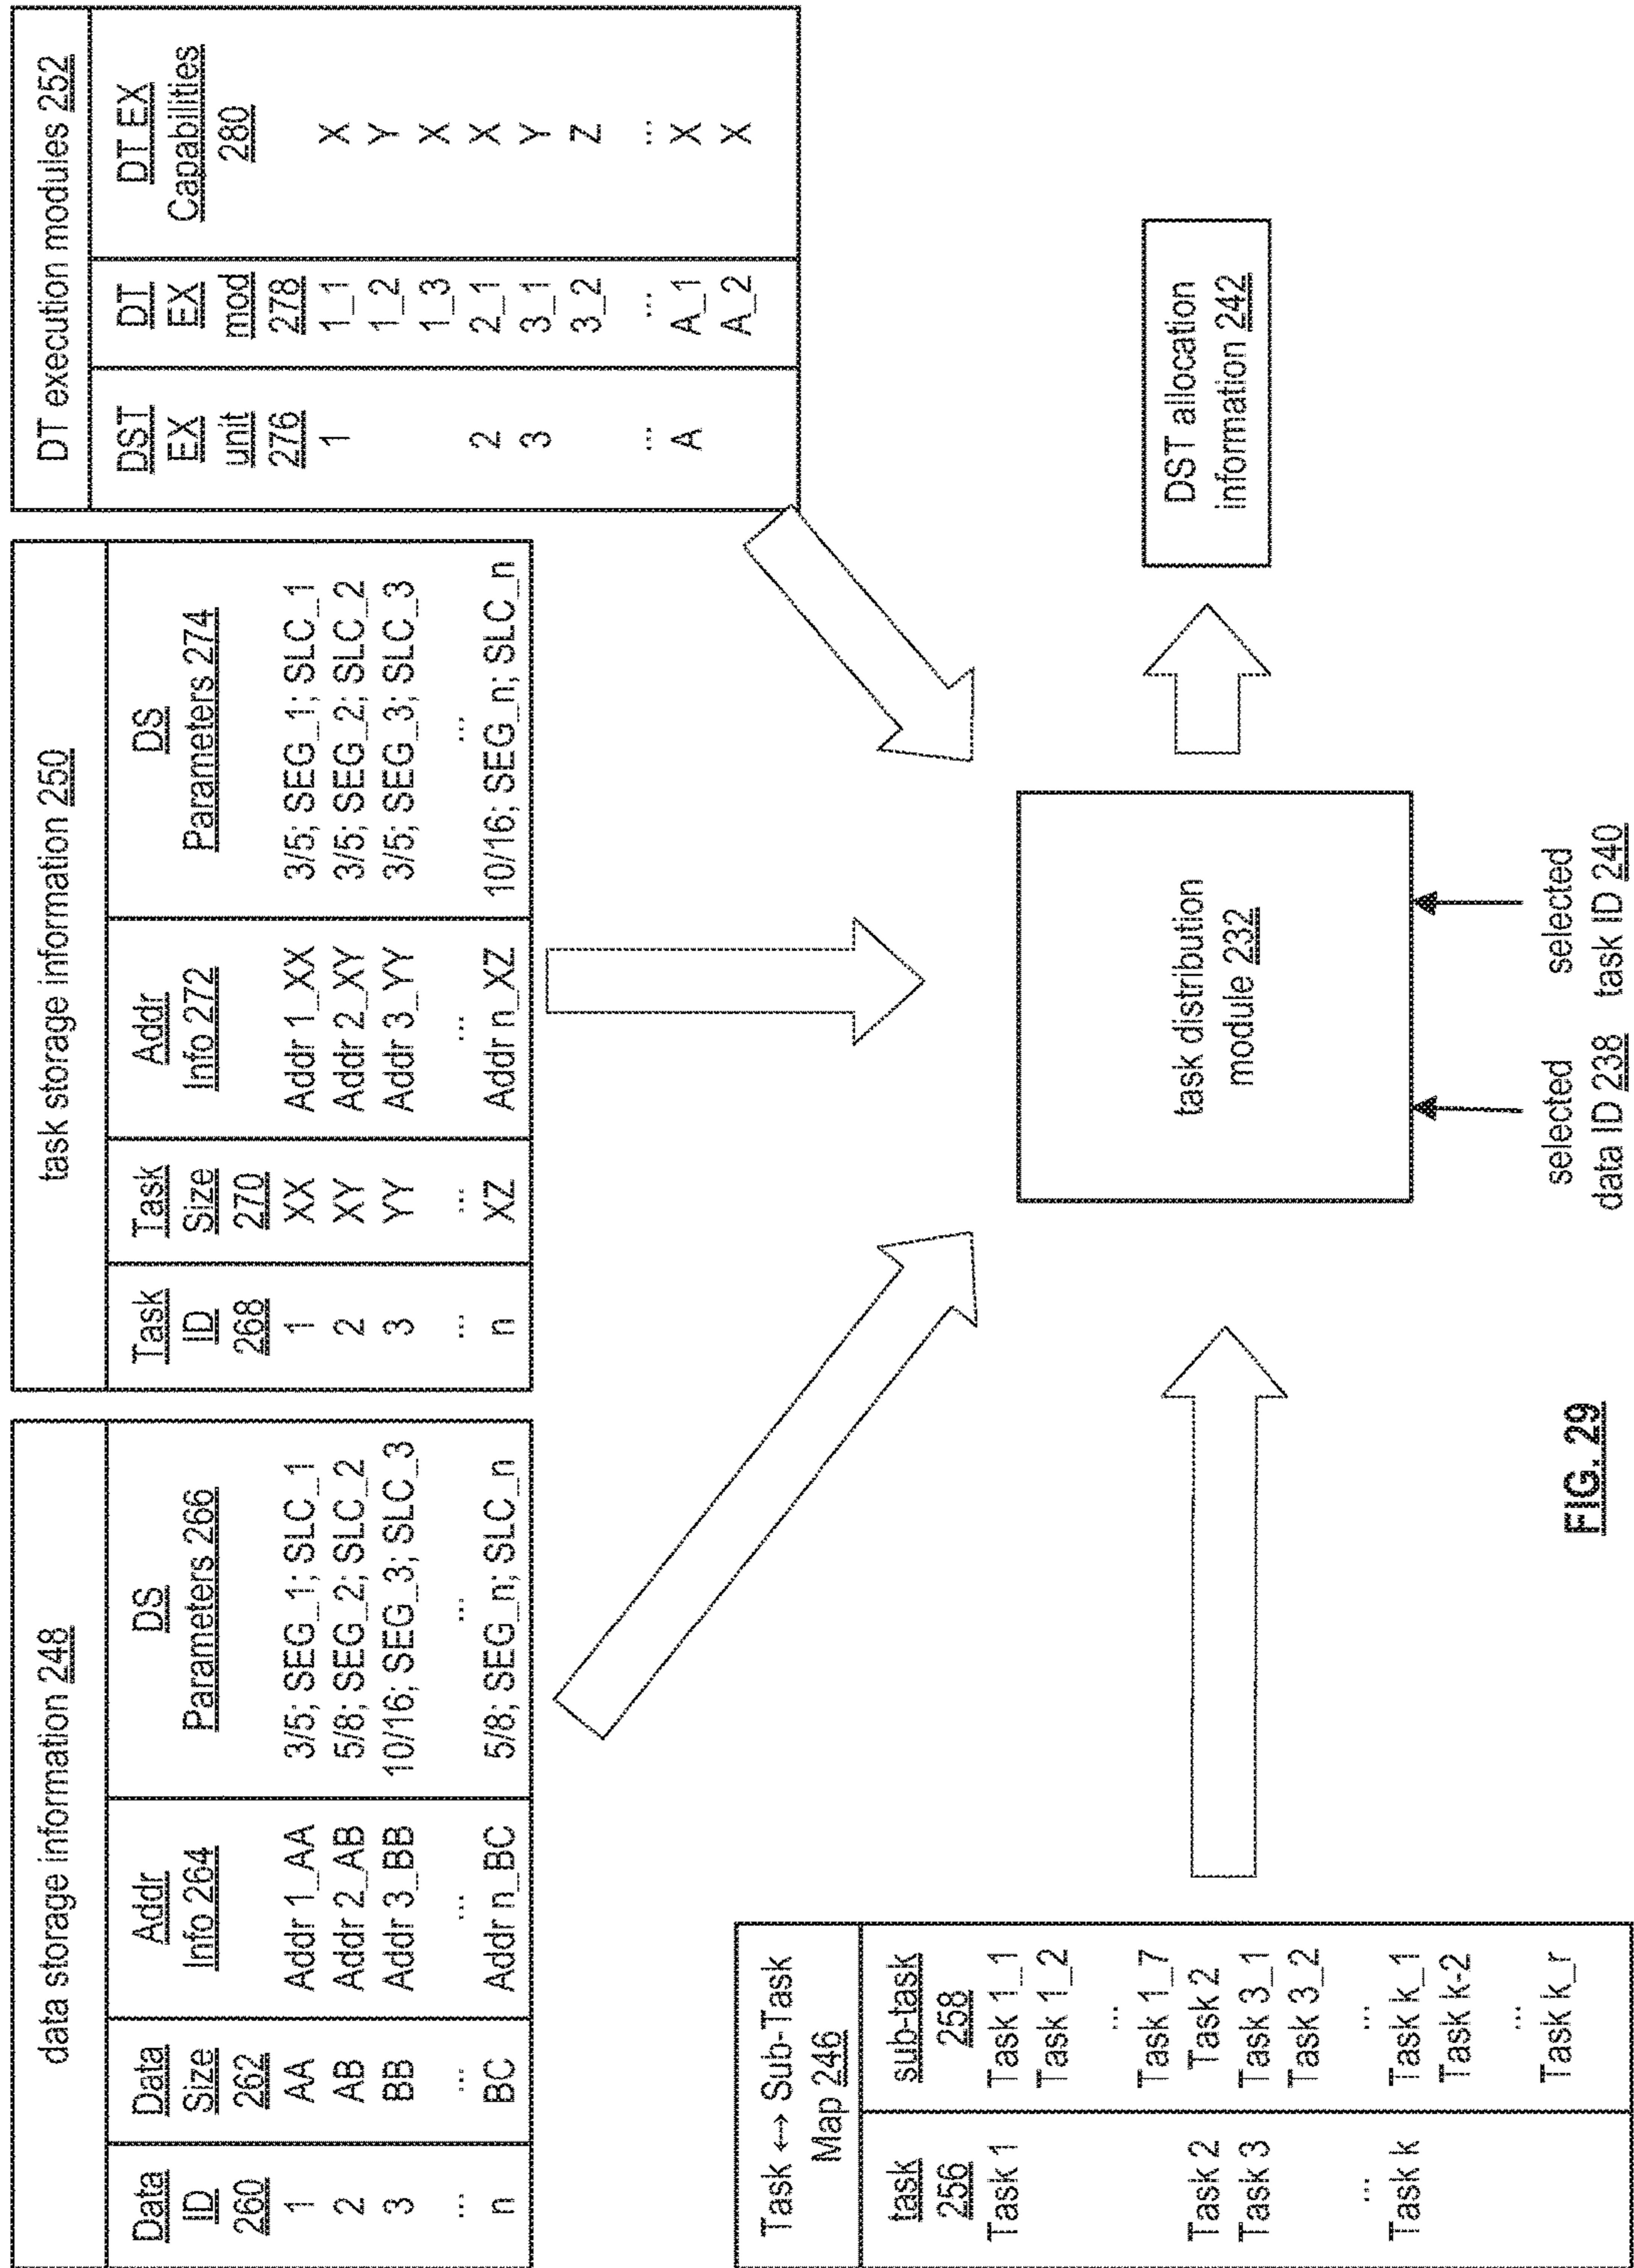 data storage information 248
Data ID 260 | Data Size 262 | Addr Info 264 | DS Parameters 266
1 | AA | Addr 1_AA | 3/5; SEG_1; SLC_1
2 | AB | Addr 2_AB | 5/8; SEG_2; SLC_2
3 | BB | Addr 3_BB | 10/16; SEG_3; SLC_3
... | ... | ... | ...
n | BC | Addr n_BC | 5/8; SEG_n; SLC_n
task storage information 250
Task ID 268 | Task Size 270 | Addr Info 272 | DS Parameters 274
1 | XX | Addr 1_XX | 3/5; SEG_1; SLC_1
2 | XY | Addr 2_XY | 3/5; SEG_2; SLC_2
3 | YY | Addr 3_YY | 3/5; SEG_3; SLC_3
... | ... | ... | ...
n | XZ | Addr n_XZ | 10/16; SEG_n; SLC_n
DT execution modules 252
DST EX unit 276 | DT EX mod 278 | DT EX Capabilities 280
1 | 1_1 | X
1_2 | Y
1_3 | X
2 | 2_1 | X
3 | 3_1 | Y
3_2 | Z
... | ... | ...
A | A_1 | X
A_2 | X
Task ↔ Sub-Task
Map 246
task 256 | sub-task 258
Task 1 | Task 1_1
Task 1_2
...
Task 1_7
Task 2 | Task 2
Task 3 | Task 3_1
Task 3_2
... | ...
Task k | Task k_1
Task k-2
...
Task k_r
task distribution
module 232
DST allocation
information 242
selected
data ID 238
selected
task ID 240
FIG. 29